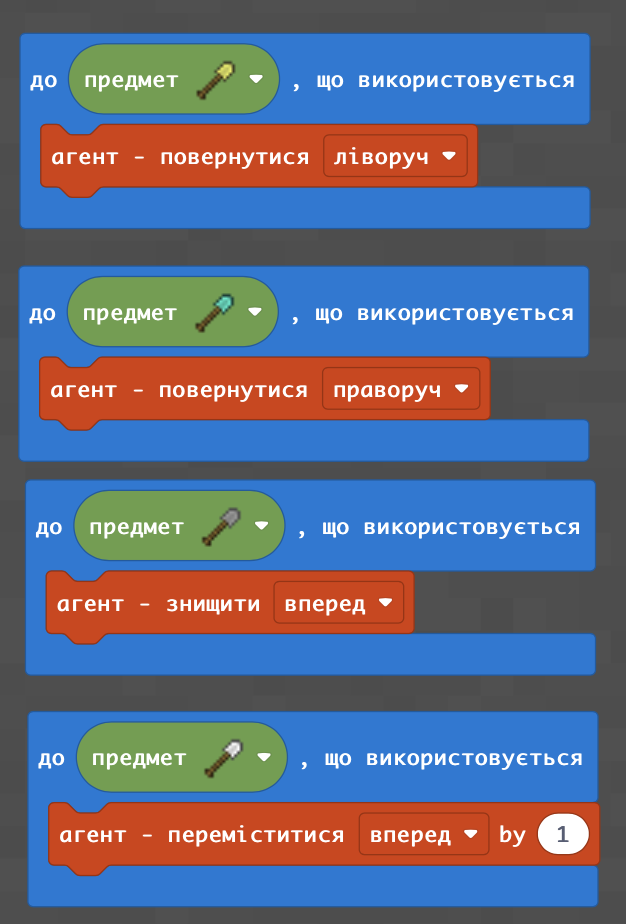 до предмет , що використовується
агент - повернутися ліворуч
до предмет , що використовується
агент - повернутися праворуч
до предмет , що використовується
агент - знищити вперед
до предмет , що використовується
агент - переміститися вперед by 1